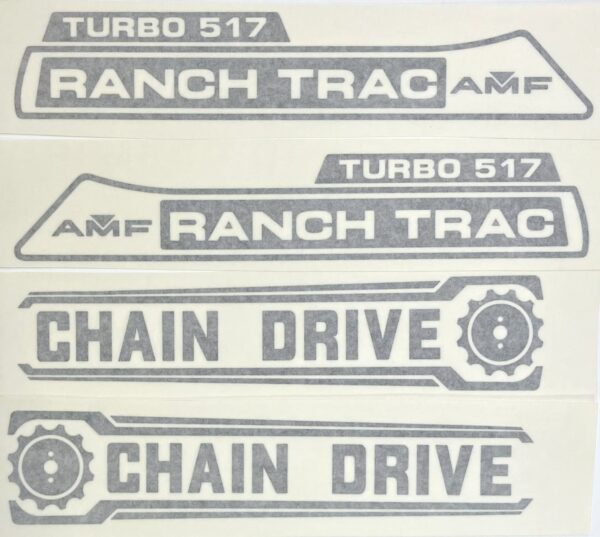 TURBO 517
RANCH TRAC AMF
TURBO 517
AMF RANCH TRAC
CHAIN DRIVE
CHAIN DRIVE